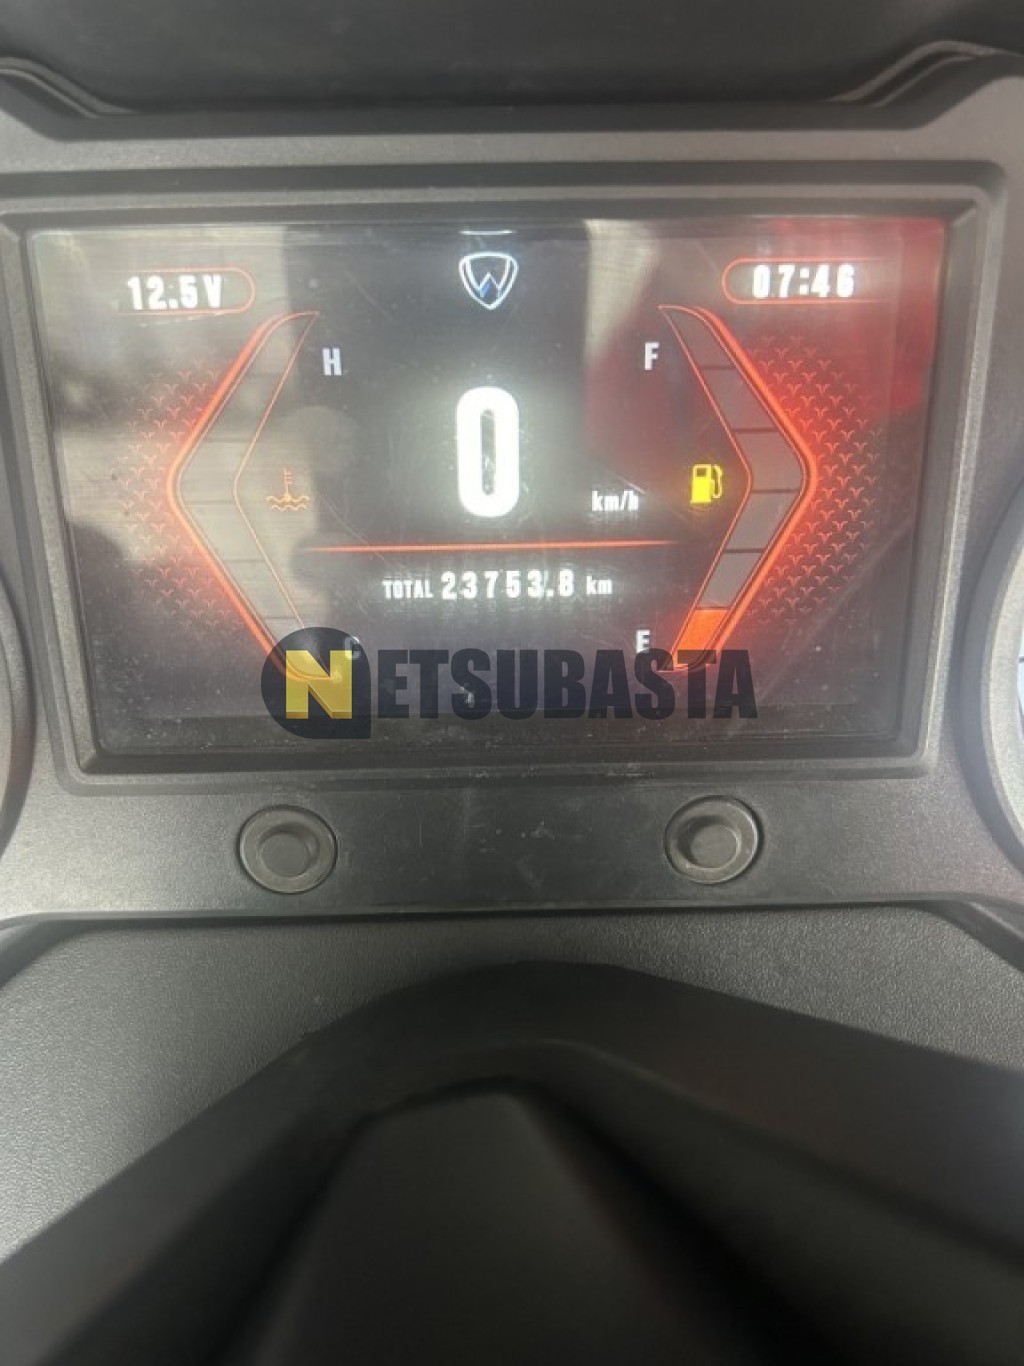 12.5V
07:46
H
F
0
km/h
TOTAL 23753.8 km
C
E
NETSUBASTA